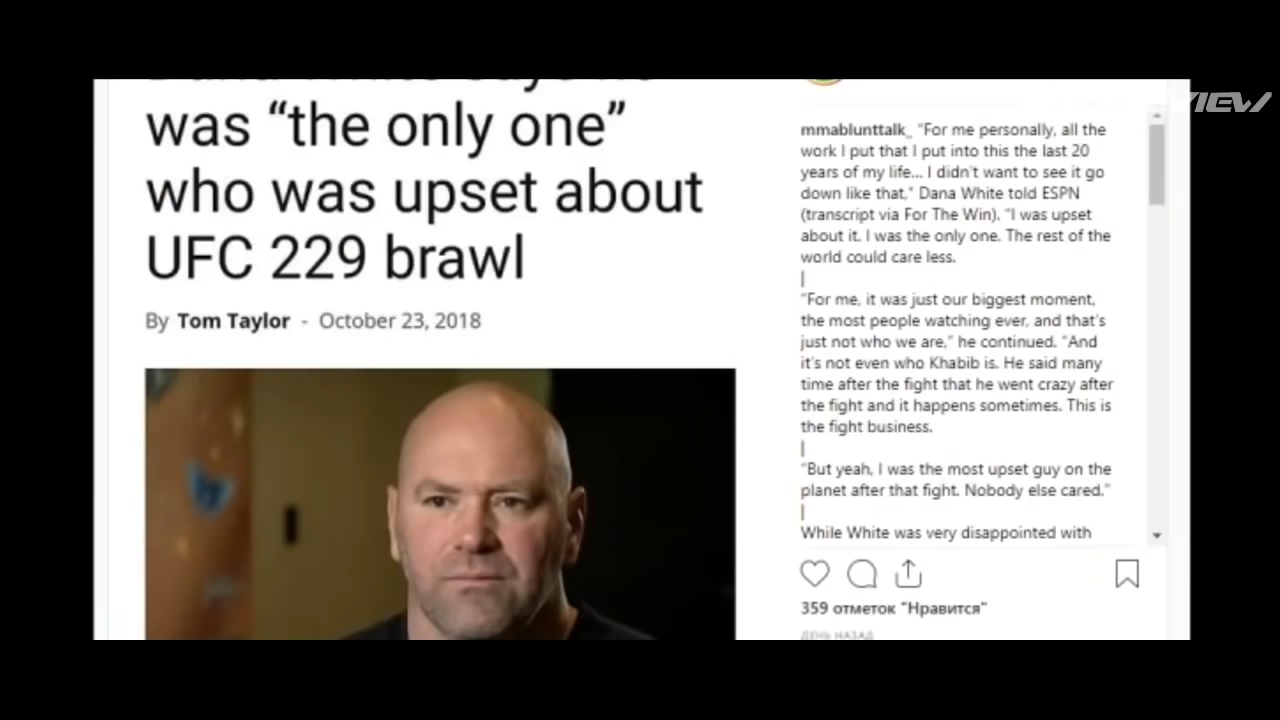 was “the only one”
who was upset about
UFC 229 brawl
By Tom Taylor - October 23, 2018
mmablunttalk_ “For me personally, all the
work I put that I put into this the last 20
years of my life... I didn’t want to see it go
down like that,” Dana White told ESPN
(transcript via For The Win). “I was upset
about it. I was the only one. The rest of the
world could care less.
|
“For me, it was just our biggest moment,
the most people watching ever, and that’s
just not who we are,” he continued. “And
it’s not even who Khabib is. He said many
time after the fight that he went crazy after
the fight and it happens sometimes. This is
the fight business.
|
“But yeah, I was the most upset guy on the
planet after that fight. Nobody else cared.”
|
While White was very disappointed with
359 отметок "Нравится"
ДЕНЬ НАЗАД